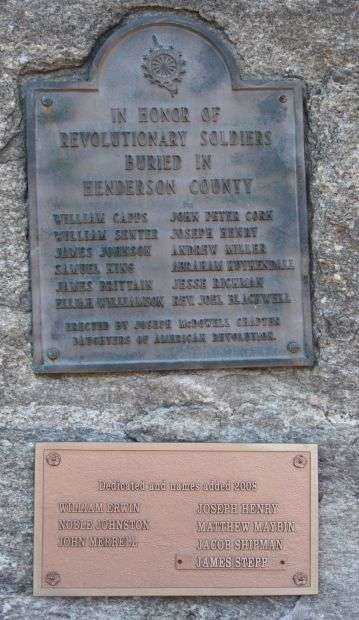 IN HONOR OF
REVOLUTIONARY SOLDIERS
BURIED IN
HENDERSON COUNTY
WILLIAM CAPPS JOHN PETER CORN
WILLIAM SENTER JOSEPH HENRY
JAMES JOHNSON ANDREW MILLER
SAMUEL KING ABRAHAM KUYKENDALL
JAMES BRITTAIN JESSE RICKMAN
ELIJAH WILLIAMSON REV. JOEL BLACKWELL
ERECTED BY JOSEPH McDOWELL CHAPTER
DAUGHTERS OF AMERICAN REVOLUTION.
Dedicated and names added 2008
WILLIAM ERWIN JOSEPH HENRY
NOBLE JOHNSTON MATTHEW MAYBIN
JOHN MERRELL JACOB SHIPMAN
JAMES STEPP